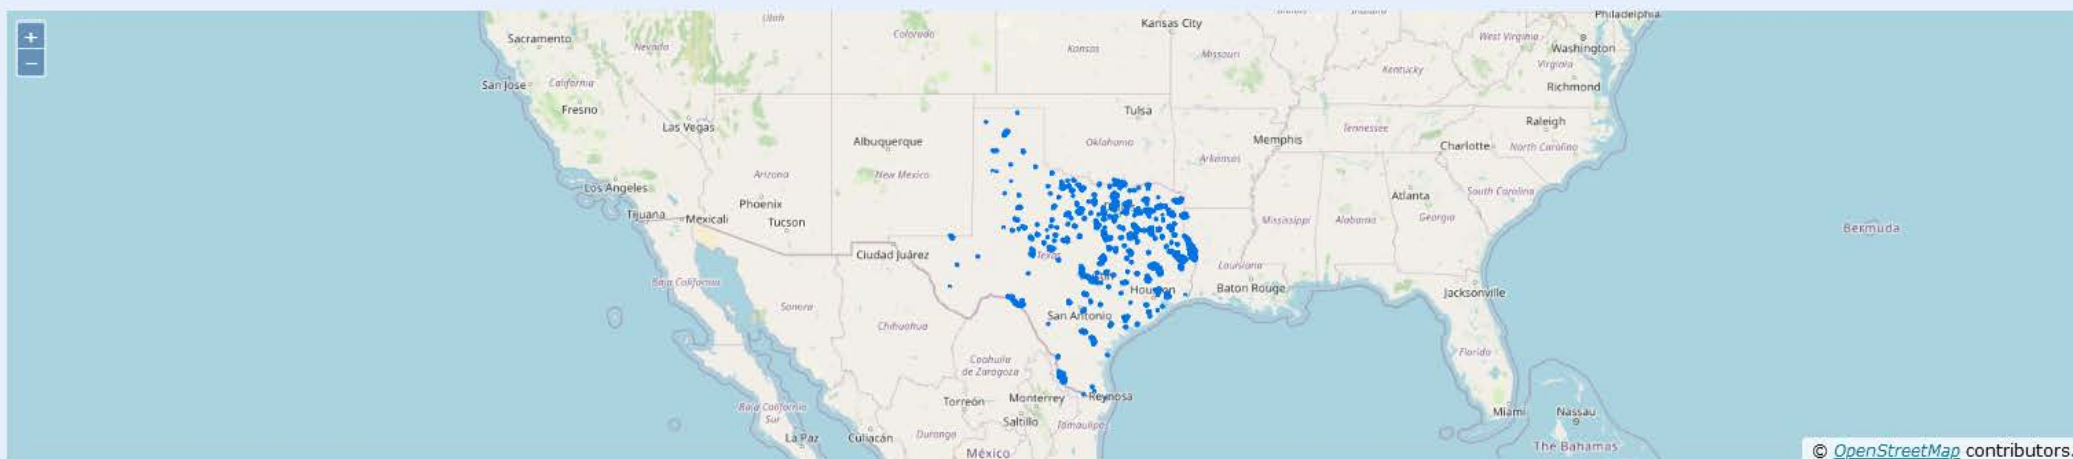 Utah
Kansas City
Illinois
Indiana
Philadelphia
+
Sacramento
Nevada
Colorado
Kansas
Missouri
West Virginia
Washington
−
San Jose
California
Kentucky
Virginia
Richmond
Fresno
Las Vegas
Tulsa
Raleigh
Albuquerque
Oklahoma
Memphis
Tennessee
Charlotte
North Carolina
Arkansas
Los Angeles
Arizona
New Mexico
Atlanta
South Carolina
Phoenix
Tijuana
Mexicali
Tucson
Mississippi
Alabama
Georgia
Bermuda
Ciudad Juárez
Texas
Louisiana
Baja California
Houston
Baton Rouge
Jacksonville
Sonora
San Antonio
Chihuahua
Florida
Coahuila
de Zaragoza
Torreón
Monterrey
Reynosa
Baja California
Sur
Saltillo
Tamaulipas
Miami
Nassau
La Paz
Culiacán
Durango
México
The Bahamas
© OpenStreetMap contributors.